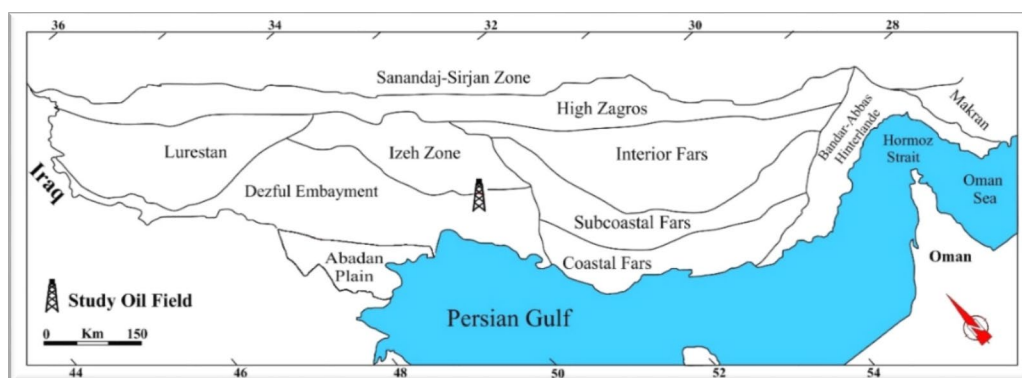 36 34 32 30 28
Sanandaj-Sirjan Zone
High Zagros
Makran
Bandar-Abbas
Hinterlande
Lurestan
Izeh Zone
Interior Fars
Hormoz
Strait
Iraq
Dezful Embayment
Oman
Sea
Subcoastal Fars
Abadan
Plain
Coastal Fars
Oman
Study Oil Field
0 Km 150
Persian Gulf
44 46 48 50 52 54